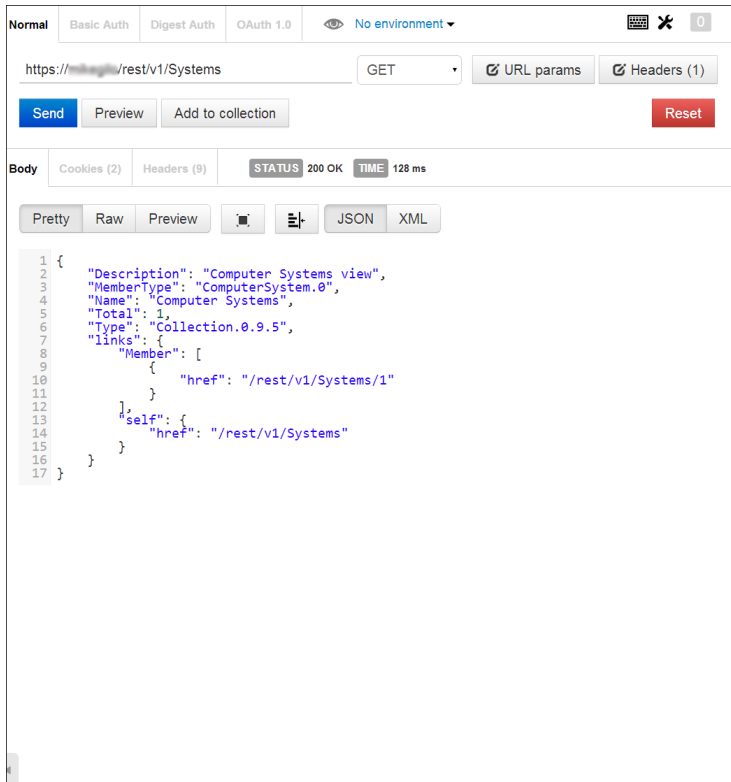 Normal Basic Auth Digest Auth OAuth 1.0 No environment 0
https:// /rest/v1/Systems GET URL params Headers (1)
Send Preview Add to collection Reset
Body Cookies (2) Headers (9) STATUS 200 OK TIME 128 ms
Pretty Raw Preview JSON XML
1 {
2 "Description": "Computer Systems view",
3 "MemberType": "ComputerSystem.0",
4 "Name": "Computer Systems",
5 "Total": 1,
6 "Type": "Collection.0.9.5",
7 "links": {
8 "Member": [
9 {
10 "href": "/rest/v1/Systems/1"
11 }
12 ],
13 "self": {
14 "href": "/rest/v1/Systems"
15 }
16 }
17 }